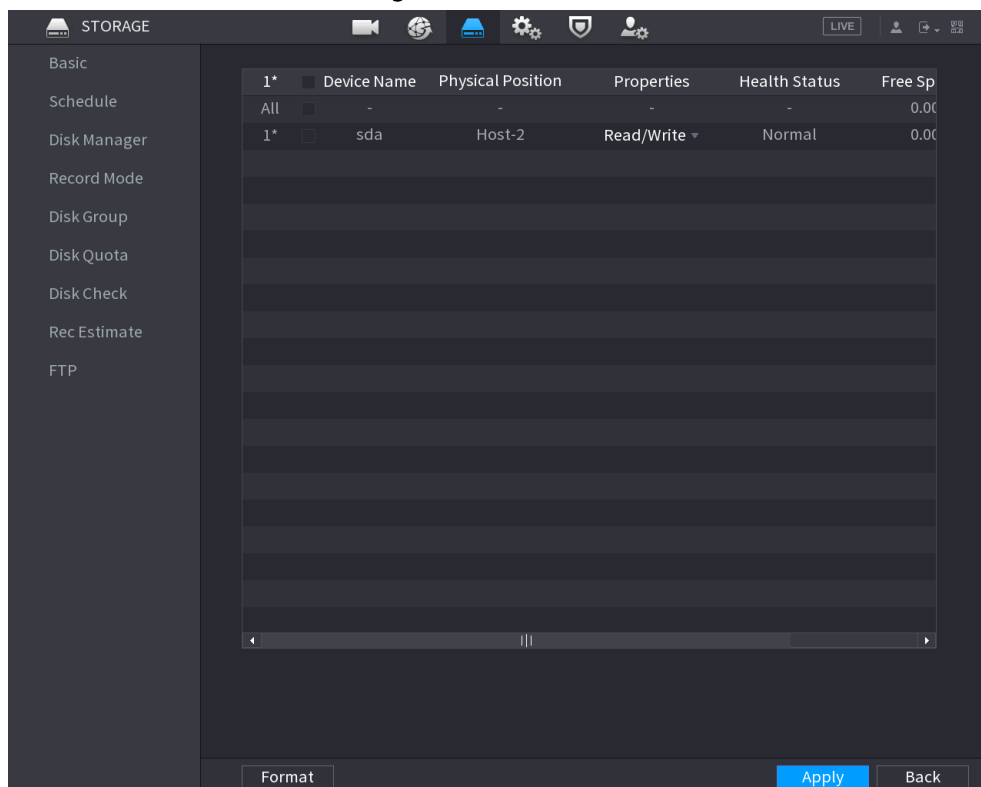 STORAGE LIVE
Basic
Schedule
Disk Manager
Record Mode
Disk Group
Disk Quota
Disk Check
Rec Estimate
FTP
1* Device Name Physical Position Properties Health Status Free Sp
All - - - - 0.00
1* sda Host-2 Read/Write Normal 0.00
Format Apply Back